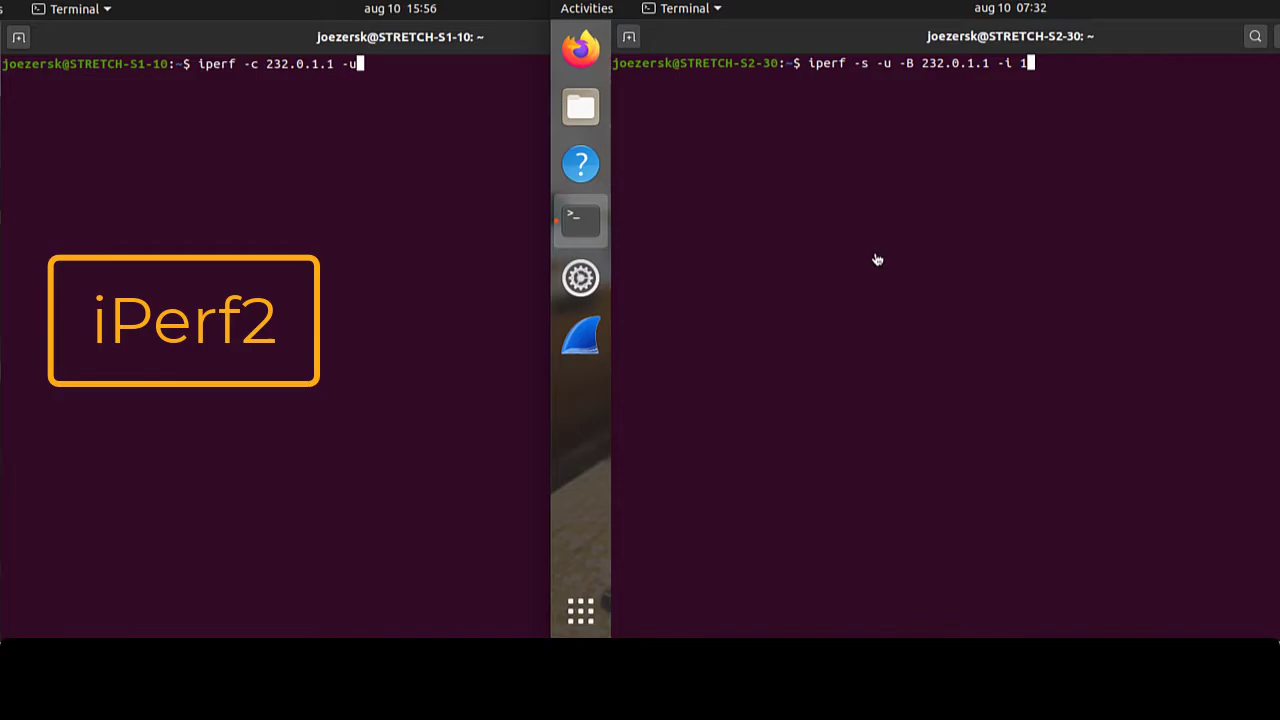 Terminal
aug 10 15:56
joezersk@STRETCH-S1-10: ~
joezersk@STRETCH-S1-10:~$ iperf -c 232.0.1.1 -u
iPerf2
Activities
Terminal
aug 10 07:32
joezersk@STRETCH-S2-30: ~
joezersk@STRETCH-S2-30:~$ iperf -s -u -B 232.0.1.1 -i 1
?
>_